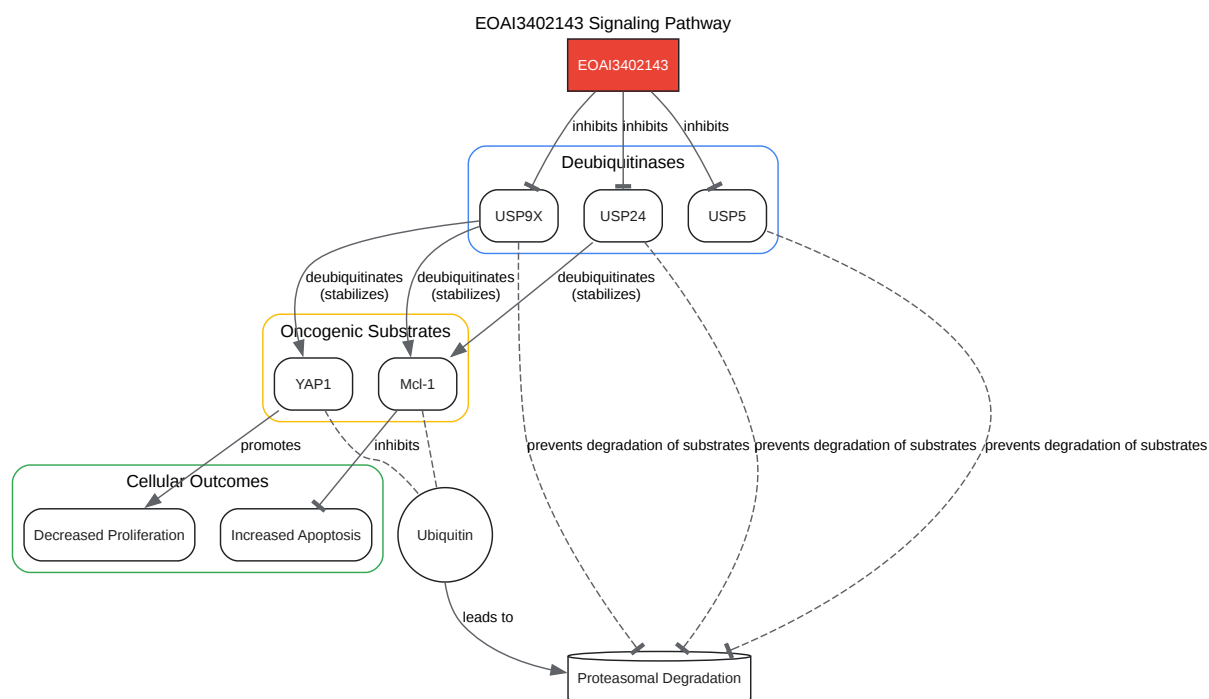 EOAI3402143 Signaling Pathway
EOAI3402143
inhibits
inhibits
inhibits
Deubiquitinases
USP9X
USP24
USP5
deubiquitinates
(stabilizes)
deubiquitinates
(stabilizes)
deubiquitinates
(stabilizes)
Oncogenic Substrates
YAP1
Mcl-1
promotes
inhibits
prevents degradation of substrates
prevents degradation of substrates
prevents degradation of substrates
Cellular Outcomes
Decreased Proliferation
Increased Apoptosis
Ubiquitin
leads to
Proteasomal Degradation